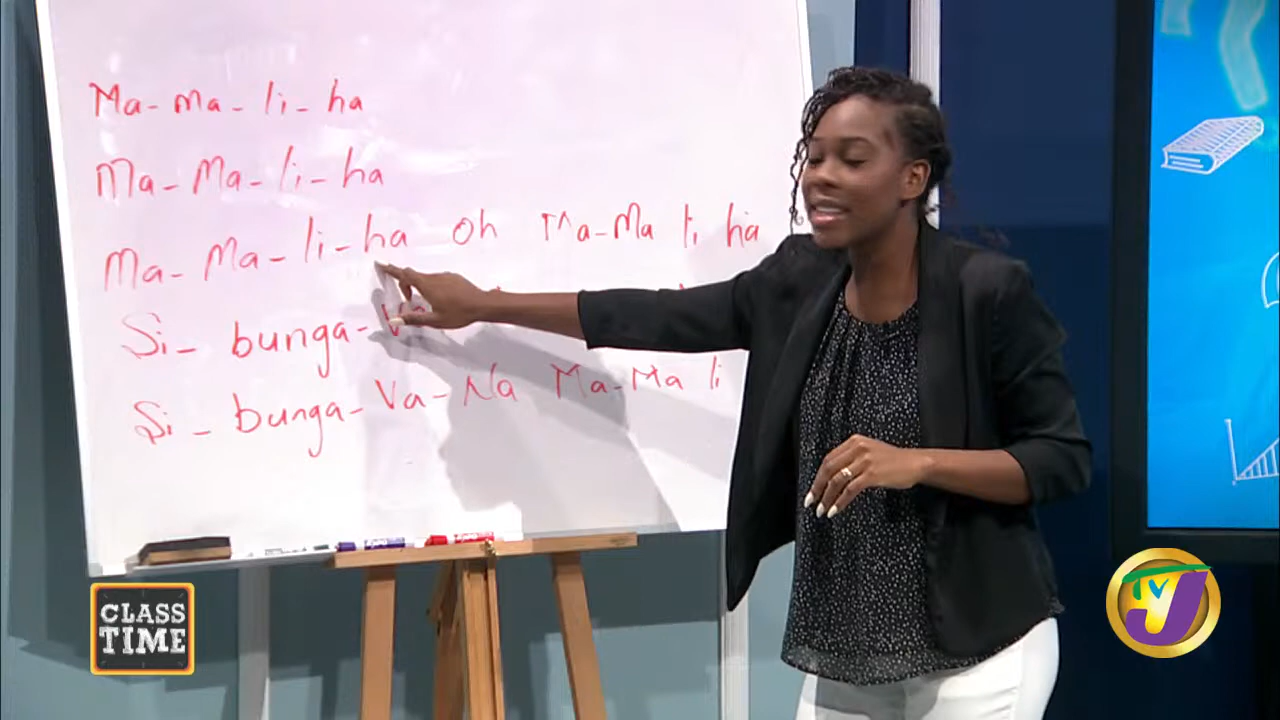 Ma- ma - li - ha
Ma - Ma - li - ha
Ma - Ma - li - ha oh Ma-Ma li ha
Si - bunga -
Si - bunga - Va - Na Ma-Ma li
CLASS
TIME
TVJ